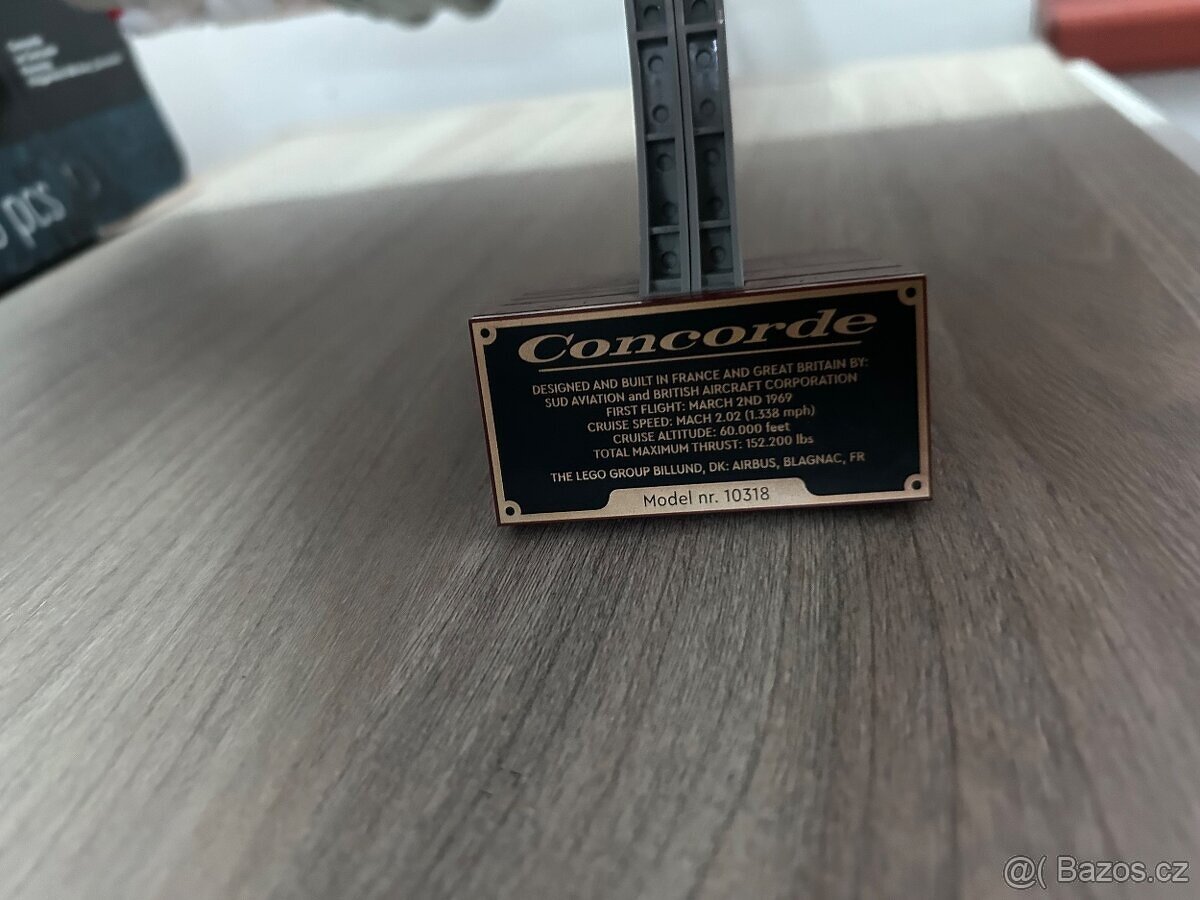 pcs
Concorde
DESIGNED AND BUILT IN FRANCE AND GREAT BRITAIN BY:
SUD AVIATION and BRITISH AIRCRAFT CORPORATION
FIRST FLIGHT: MARCH 2ND 1969
CRUISE SPEED: MACH 2.02 (1.338 mph)
CRUISE ALTITUDE: 60.000 feet
TOTAL MAXIMUM THRUST: 152.200 lbs
THE LEGO GROUP BILLUND, DK: AIRBUS, BLAGNAC, FR
Model nr. 10318
@( Bazos.cz